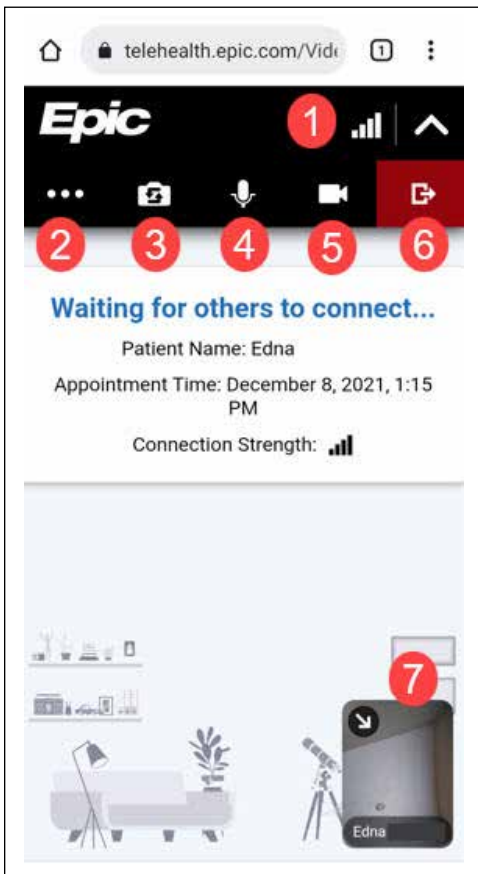 telehealth.epic.com/Vide
1
Epic
1
2
3
4
5
6
Waiting for others to connect...
Patient Name: Edna
Appointment Time: December 8, 2021, 1:15
PM
Connection Strength:
7
Edna